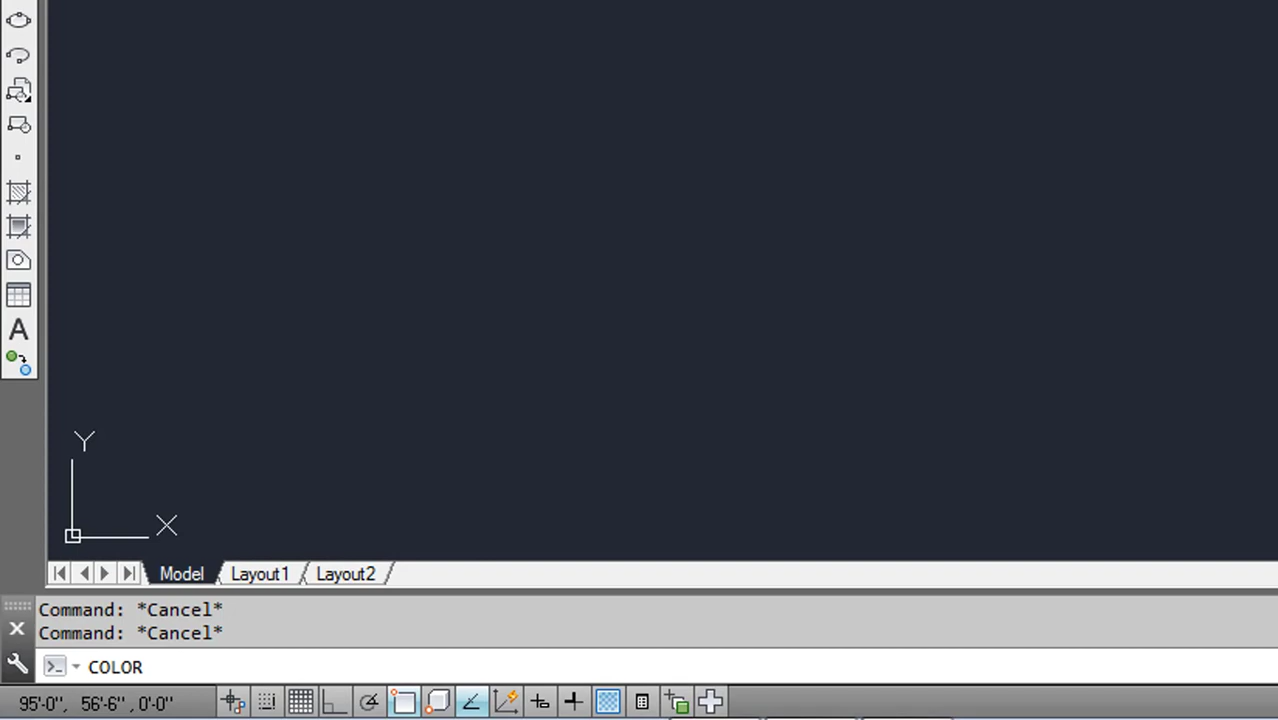 A
Y
X
Model Layout1 Layout2
Command: *Cancel*
Command: *Cancel*
COLOR
95'-0", 56'-6" ,0'-0"